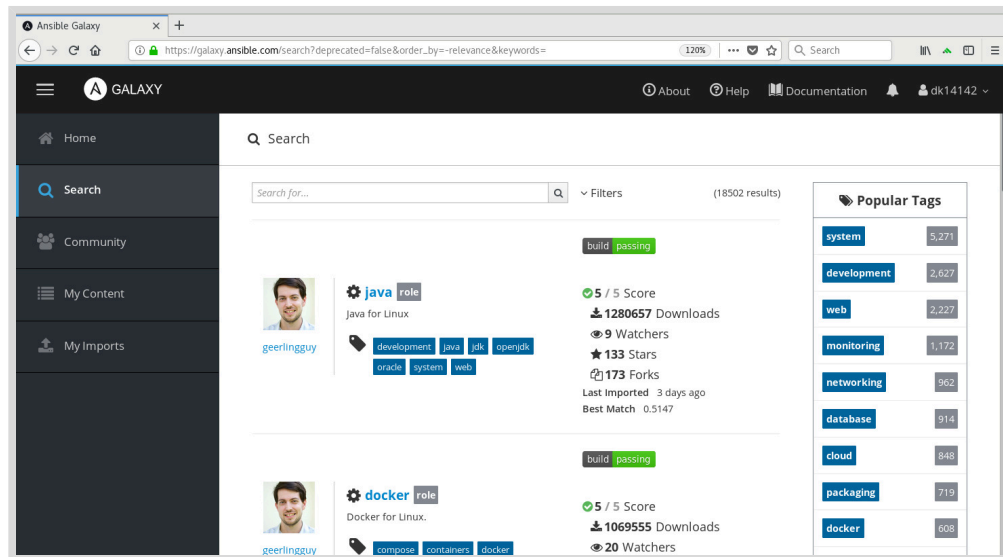 Ansible Galaxy
https://galaxy.ansible.com/search?deprecated=false&order_by=-relevance&keywords=
120%
Search
GALAXY
About
Help
Documentation
dk14142
Home
Search
Community
My Content
My Imports
Search
Search for...
Filters
(18502 results)
build passing
java role
Java for Linux
geerlingguy
development java jdk openjdk
oracle system web
5 / 5 Score
1280657 Downloads
9 Watchers
133 Stars
173 Forks
Last Imported 3 days ago
Best Match 0.5147
build passing
docker role
Docker for Linux.
geerlingguy
compose containers docker
5 / 5 Score
1069555 Downloads
20 Watchers
Popular Tags
system 5,271
development 2,627
web 2,227
monitoring 1,172
networking 962
database 914
cloud 848
packaging 719
docker 608